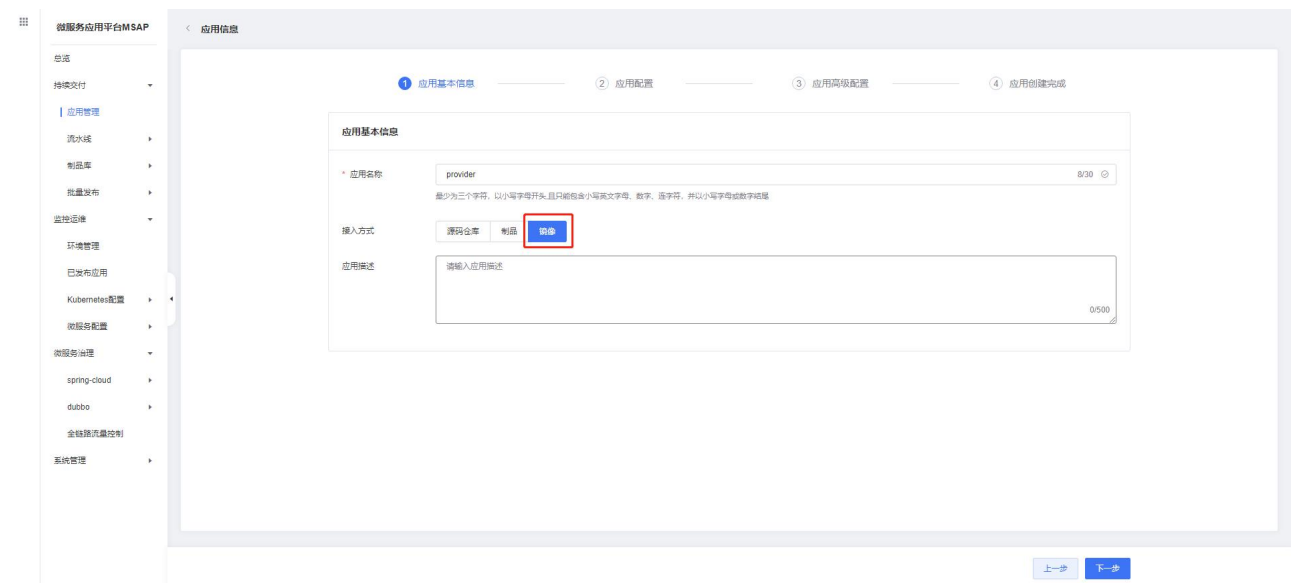 微服务应用平台MSAP
应用信息
总览
持续交付
应用管理
流水线
制品库
批量发布
监控运维
环境管理
已发布应用
Kubernetes配置
微服务配置
微服务治理
spring-cloud
dubbo
全链路流量控制
系统管理
1 应用基本信息
2 应用配置
3 应用高级配置
4 应用创建完成
应用基本信息
* 应用名称
provider
8/30
最少为三个字符，以小写字母开头,且只能包含小写英文字母、数字、连字符，并以小写字母或数字结尾
接入方式
源码仓库 制品 镜像
应用描述
请输入应用描述
0/500
上一步 下一步